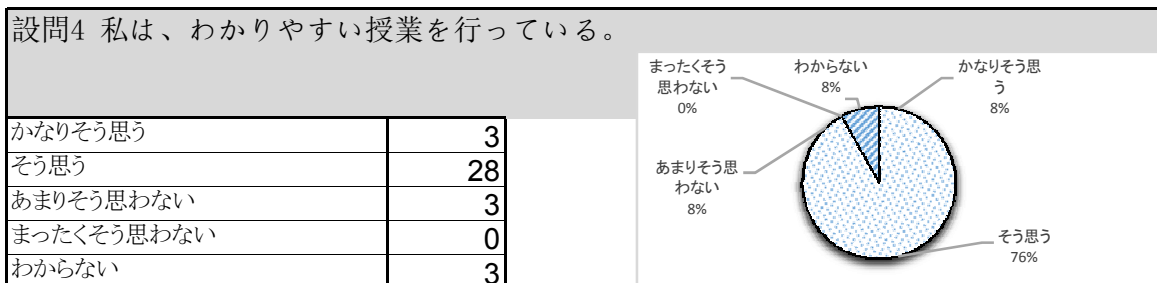 設問4 私は、わかりやすい授業を行っている。
かなりそう思う 3
そう思う 28
あまりそう思わない 3
まったくそう思わない 0
わからない 3
まったくそう
思わない
0%
わからない
8%
かなりそう思
う
8%
あまりそう思
わない
8%
そう思う
76%